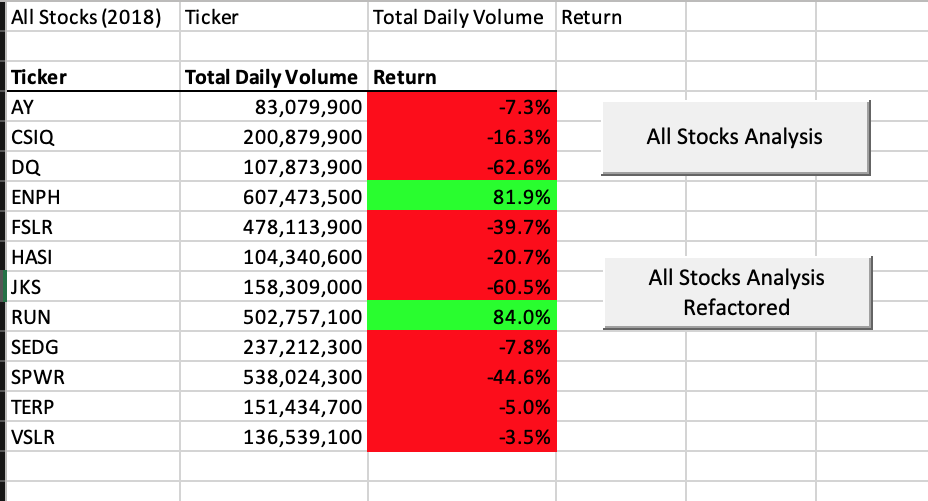 All Stocks (2018) Ticker Total Daily Volume Return
Ticker Total Daily Volume Return
AY 83,079,900 -7.3%
CSIQ 200,879,900 -16.3%
DQ 107,873,900 -62.6%
ENPH 607,473,500 81.9%
FSLR 478,113,900 -39.7%
HASI 104,340,600 -20.7%
JKS 158,309,000 -60.5%
RUN 502,757,100 84.0%
SEDG 237,212,300 -7.8%
SPWR 538,024,300 -44.6%
TERP 151,434,700 -5.0%
VSLR 136,539,100 -3.5%
All Stocks Analysis
All Stocks Analysis
Refactored